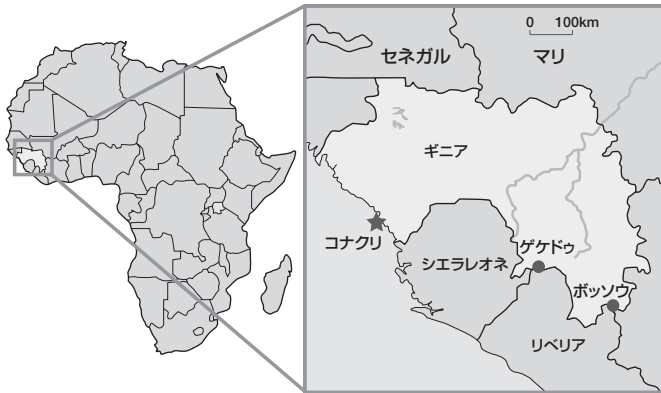 0 100km
セネガル
マリ
ギニア
コナクリ
シエラレオネ
ゲケドゥ
ボッソウ
リベリア